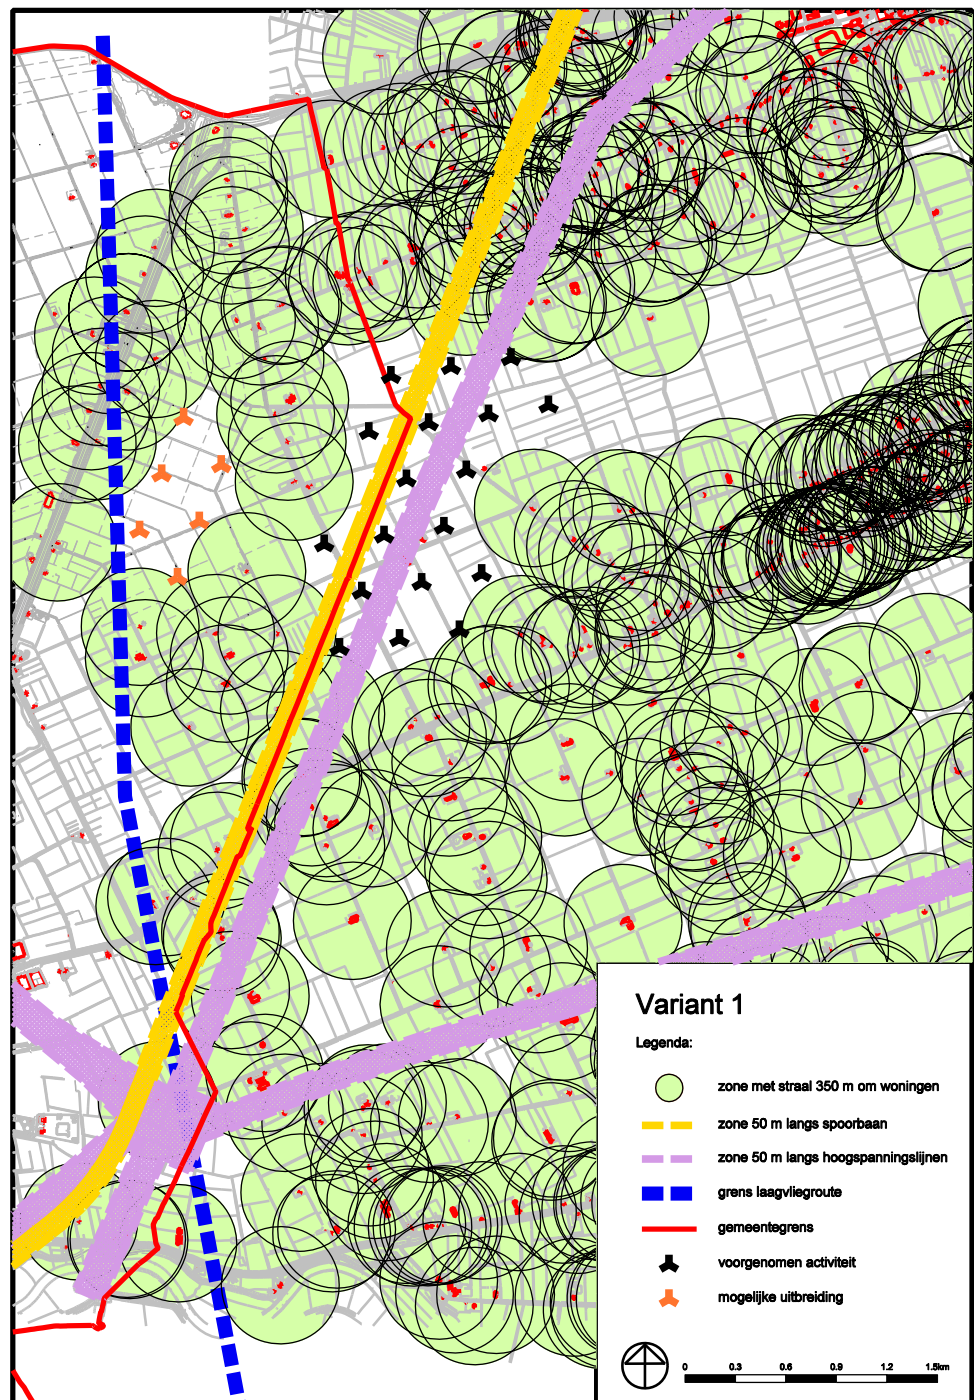 Variant 1
Legenda:
zone met straal 350 m om woningen
zone 50 m langs spoorbaan
zone 50 m langs hoogspanningslijnen
grens laagvliegroute
gemeentegrens
voorgenomen activiteit
mogelijke uitbreiding
0 0.3 0.6 0.9 1.2 1.5km